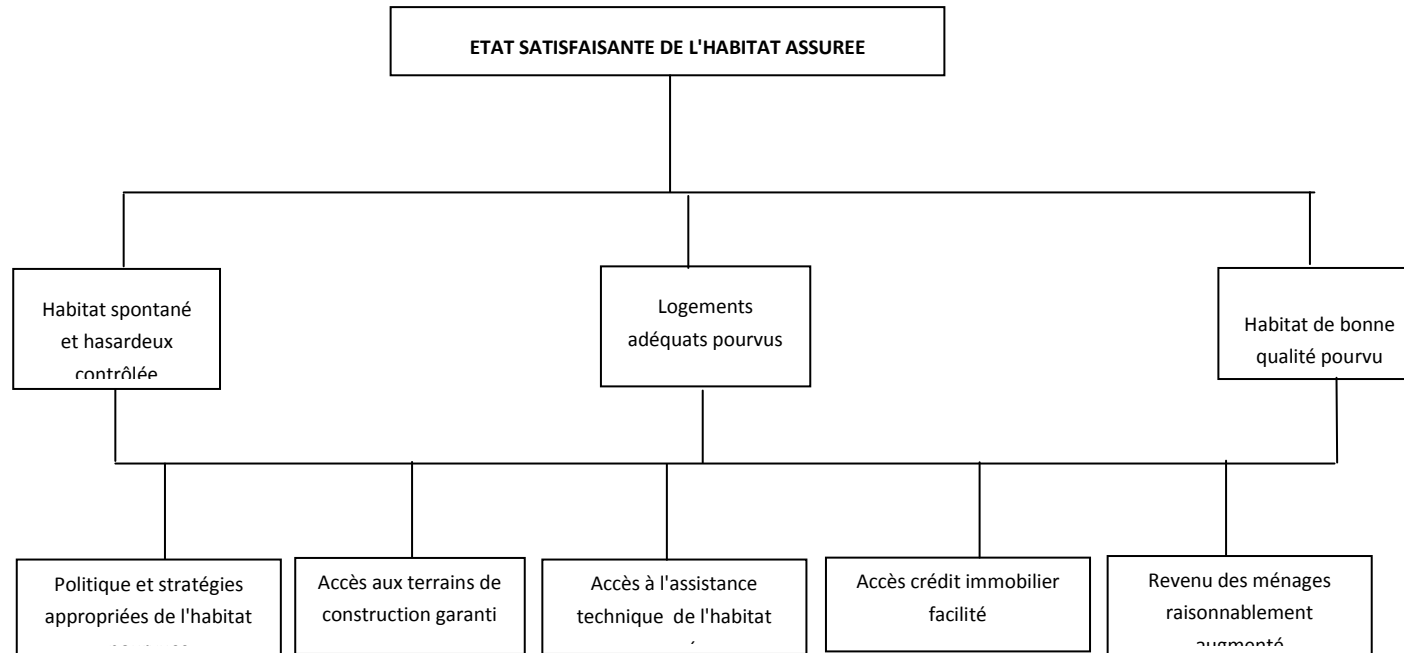 ETAT SATISFAISANTE DE L'HABITAT ASSUREE
Habitat spontané
et hasardeux
contrôlée
Logements
adéquats pourvus
Habitat de bonne
qualité pourvu
Politique et stratégies
appropriées de l'habitat
Accès aux terrains de
construction garanti
Accès à l'assistance
technique de l'habitat
Accès crédit immobilier
facilité
Revenu des ménages
raisonnablement
augmenté